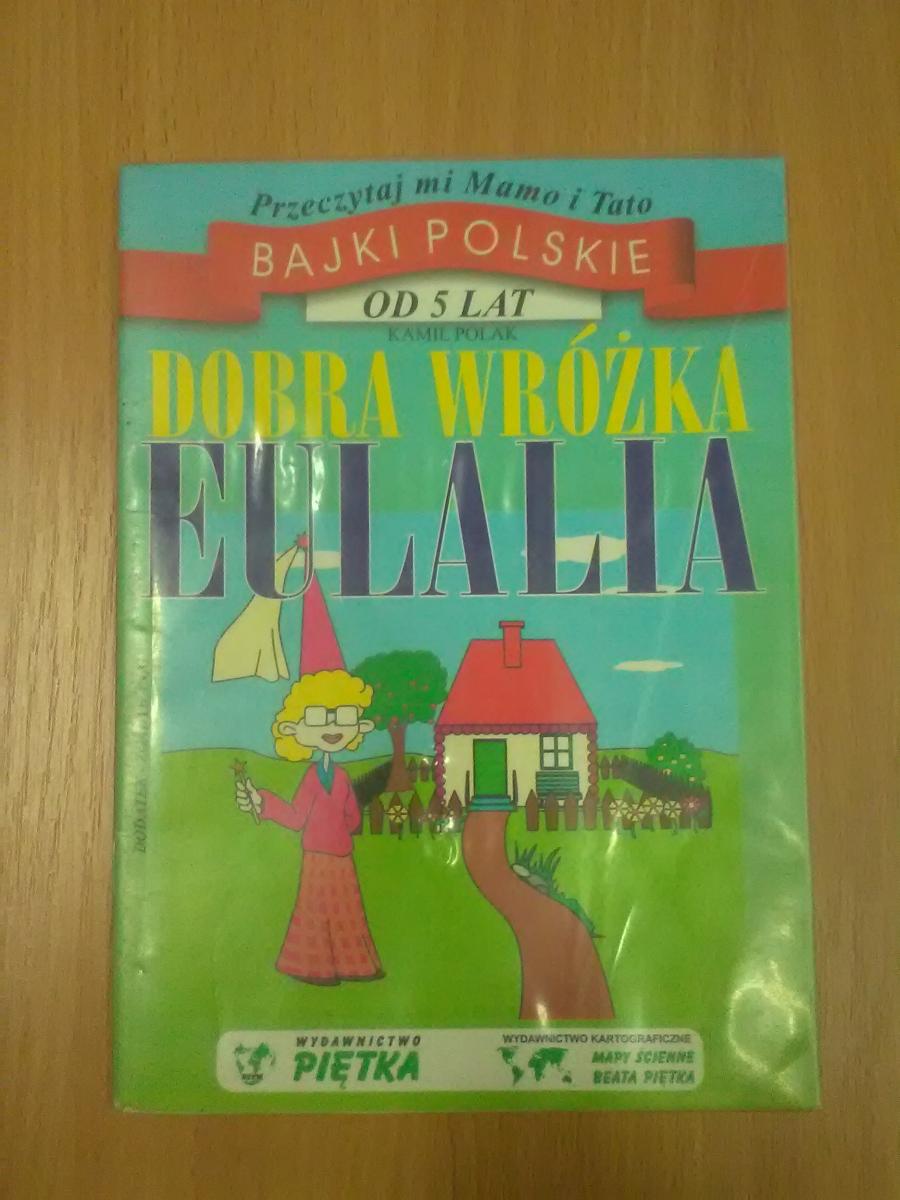 Przeczytaj mi Mamo i Tato
BAJKI POLSKIE
OD 5 LAT
KAMIL POLAK
DOBRA WRÓŻKA
EULALIA
WYDAWNICTWO
PIĘTKA
WYDAWNICTWO KARTOGRAFICZNE
MAPY ŚCIENNE
BEATA PIĘTKA